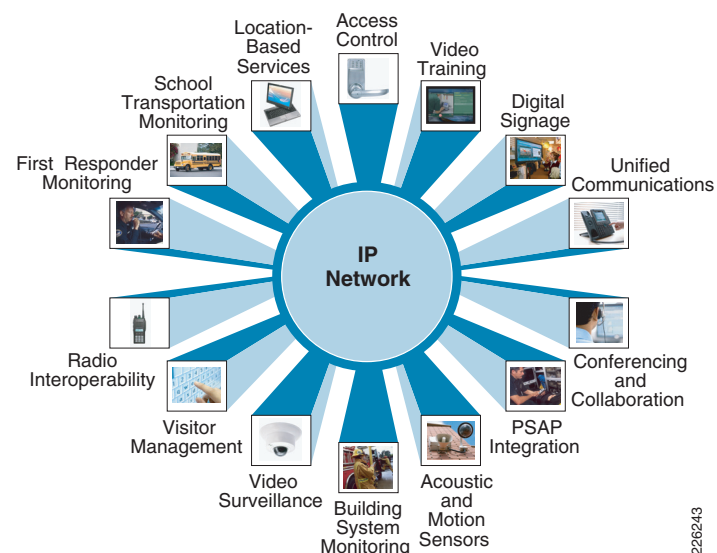 Access
Control
Location-
Based
Services
Video
Training
School
Transportation
Monitoring
Digital
Signage
First Responder
Monitoring
Unified
Communications
IP
Network
Radio
Interoperability
Conferencing
and
Collaboration
Visitor
Management
PSAP
Integration
Video
Surveillance
Acoustic
and
Motion
Sensors
Building
System
Monitoring
226243